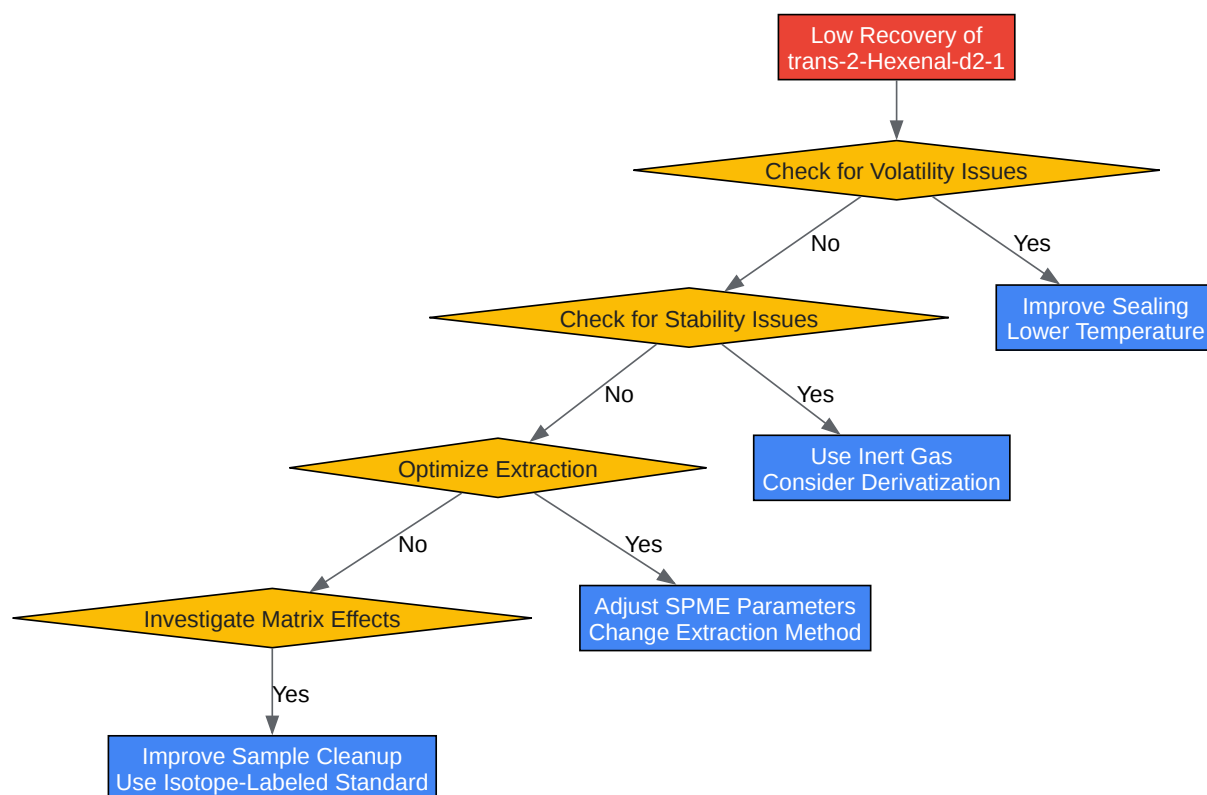 Low Recovery of
trans-2-Hexenal-d2-1
Check for Volatility Issues
No
Yes
Check for Stability Issues
Improve Sealing
Lower Temperature
No
Yes
Optimize Extraction
Use Inert Gas
Consider Derivatization
No
Yes
Investigate Matrix Effects
Adjust SPME Parameters
Change Extraction Method
Yes
Improve Sample Cleanup
Use Isotope-Labeled Standard